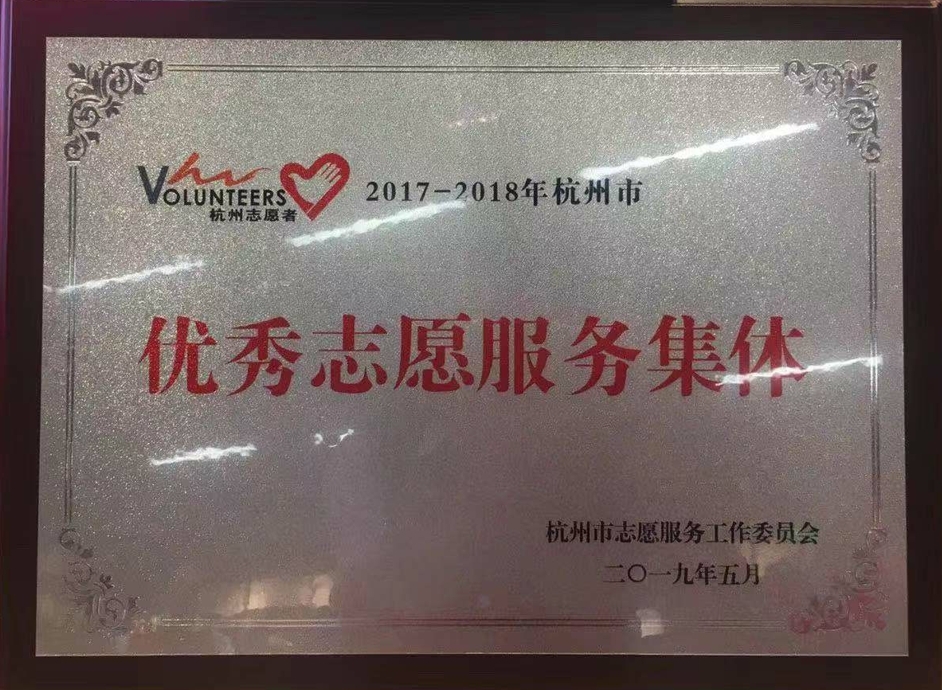 VOLUNTEERS
杭州志愿者
2017-2018年杭州市
优秀志愿服务集体
杭州市志愿服务工作委员会
二〇一九年五月